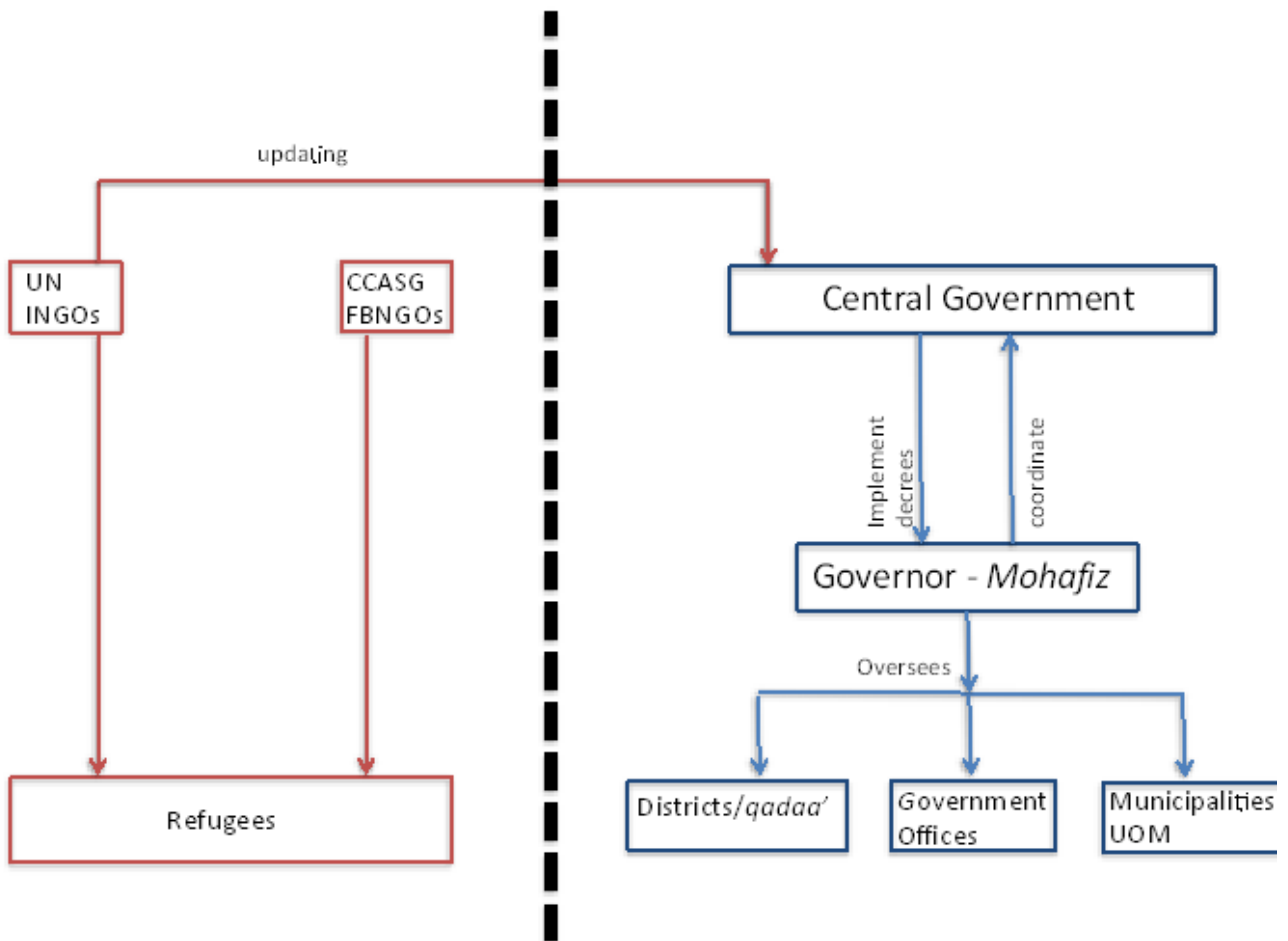 updating
UN
INGOs
CCASG
FBNGOs
Central Government
Implement
decrees
coordinate
Governor - Mohafiz
Oversees
Refugees
Districts/qadaa’
Government
Offices
Municipalities
UOM